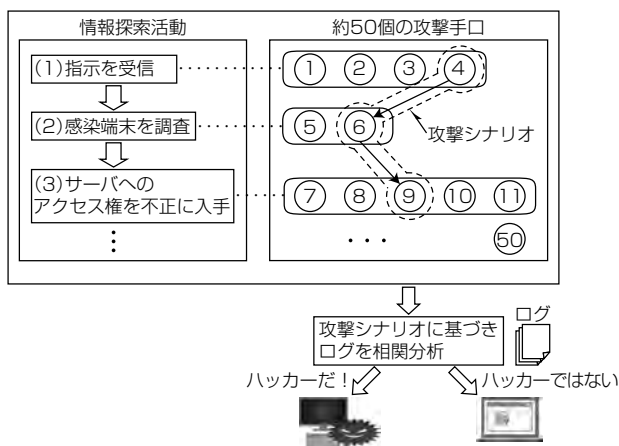 情報探索活動
約50個の攻撃手口
(1)指示を受信
① ② ③ ④
(2)感染端末を調査
⑤ ⑥
攻撃シナリオ
(3)サーバへの
アクセス権を不正に入手
⑦ ⑧ ⑨ ⑩ ⑪
㊿
攻撃シナリオに基づき
ログを相関分析
ログ
ハッカーだ!
ハッカーではない